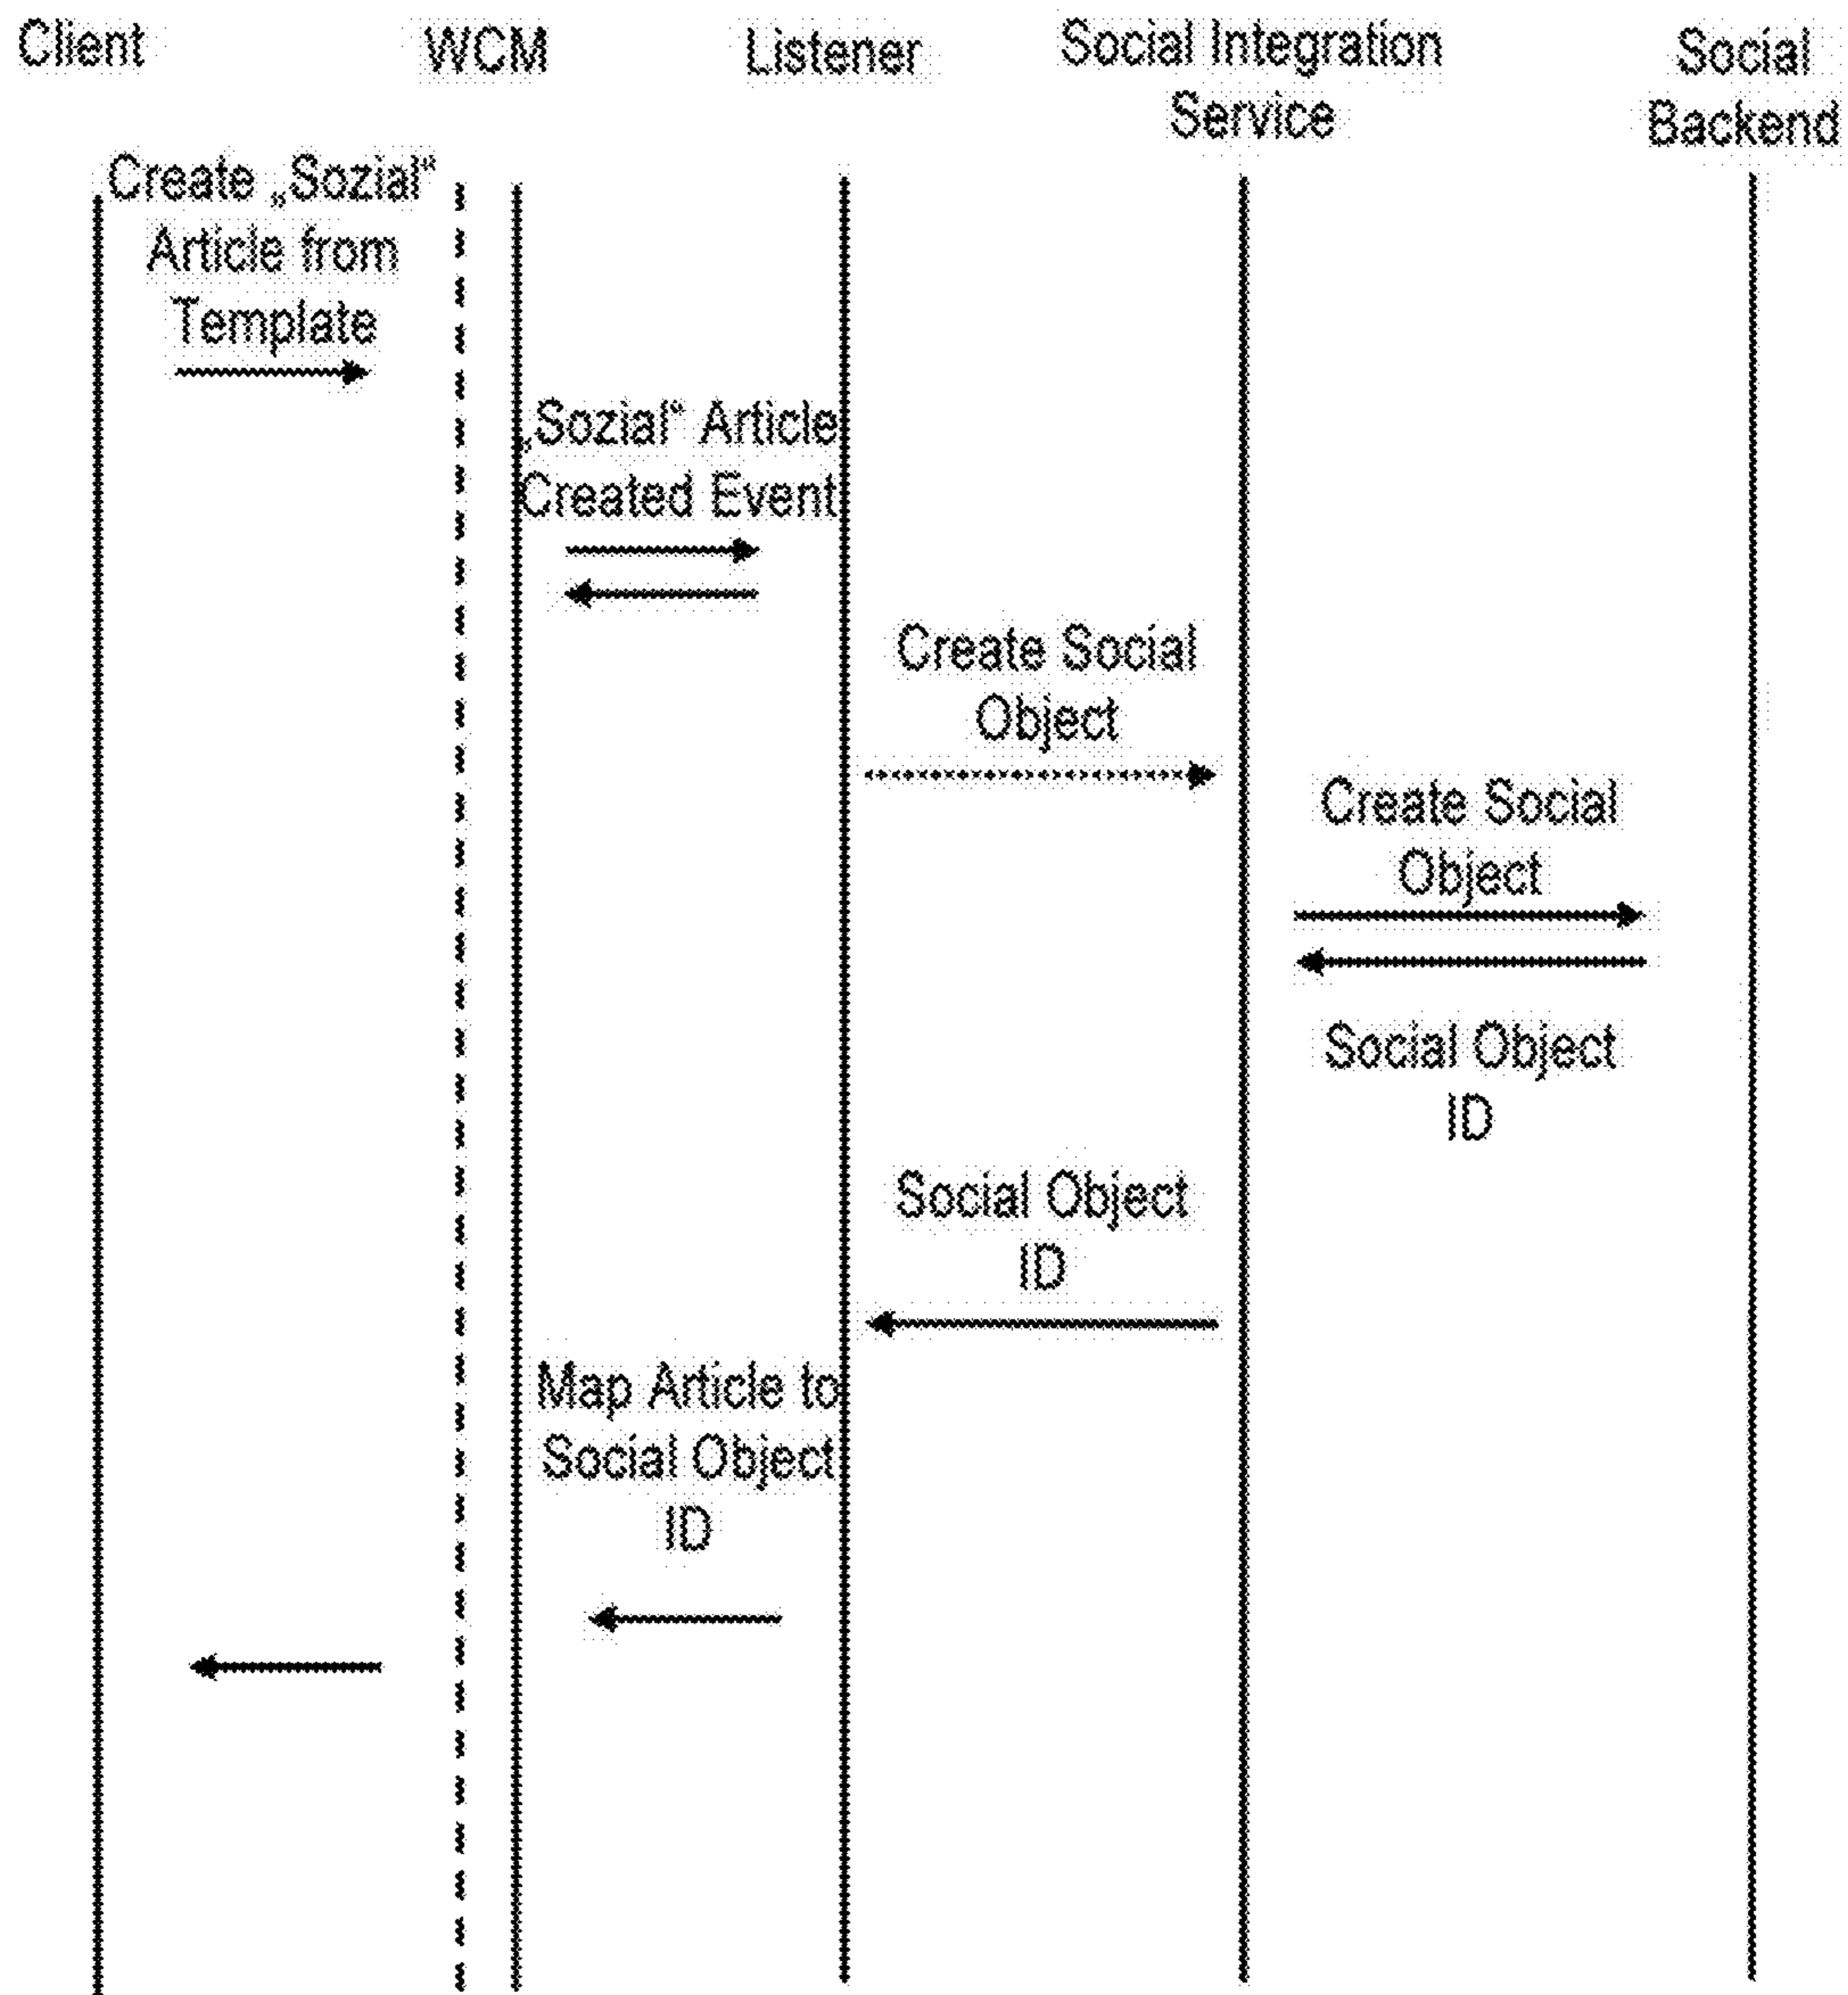 Client
WCM
Listener
Social Integration
Service
Social
Backend
Create „Sozial“
Article from
Template
„Sozial“ Article
Created Event
Create Social
Object
Create Social
Object
Social Object
ID
Social Object
ID
Map Article to
Social Object
ID